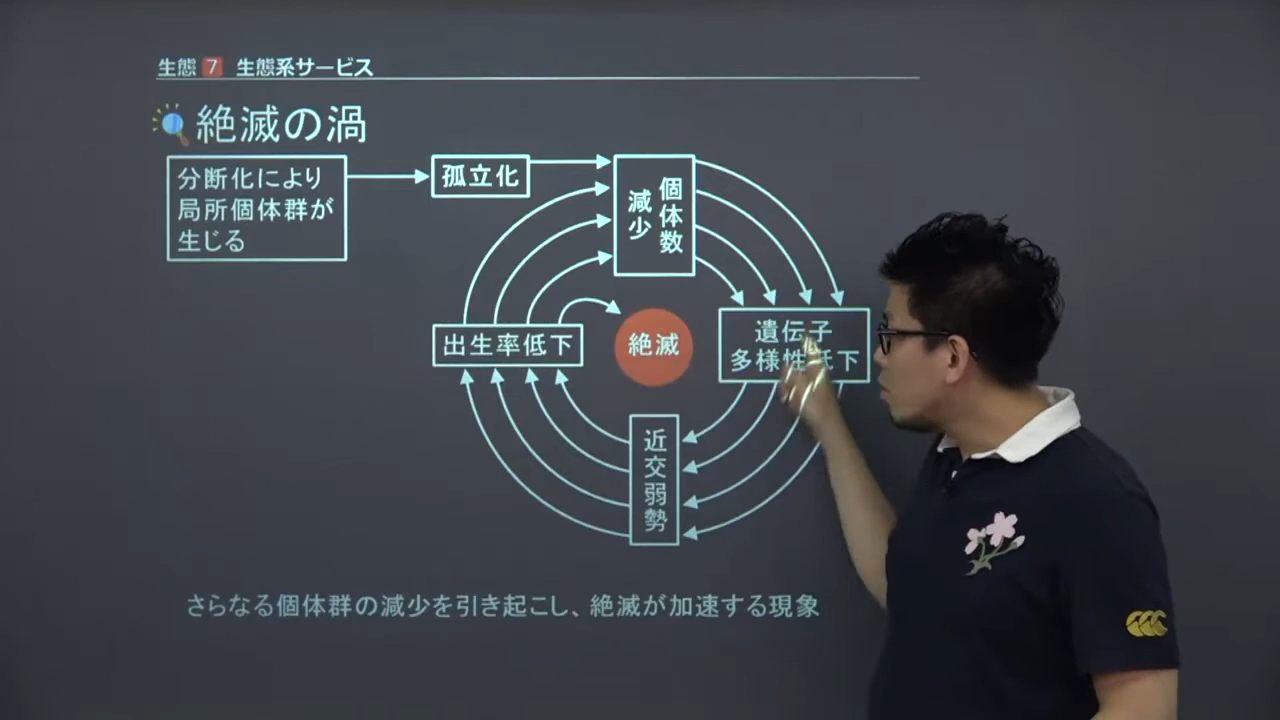 生態 7 生態系サービス
絶滅の渦
分断化により
局所個体群が
生じる
孤立化
個体数
減少
遺伝子
多様性低下
近交弱勢
出生率低下
絶滅
さらなる個体群の減少を引き起こし、絶滅が加速する現象